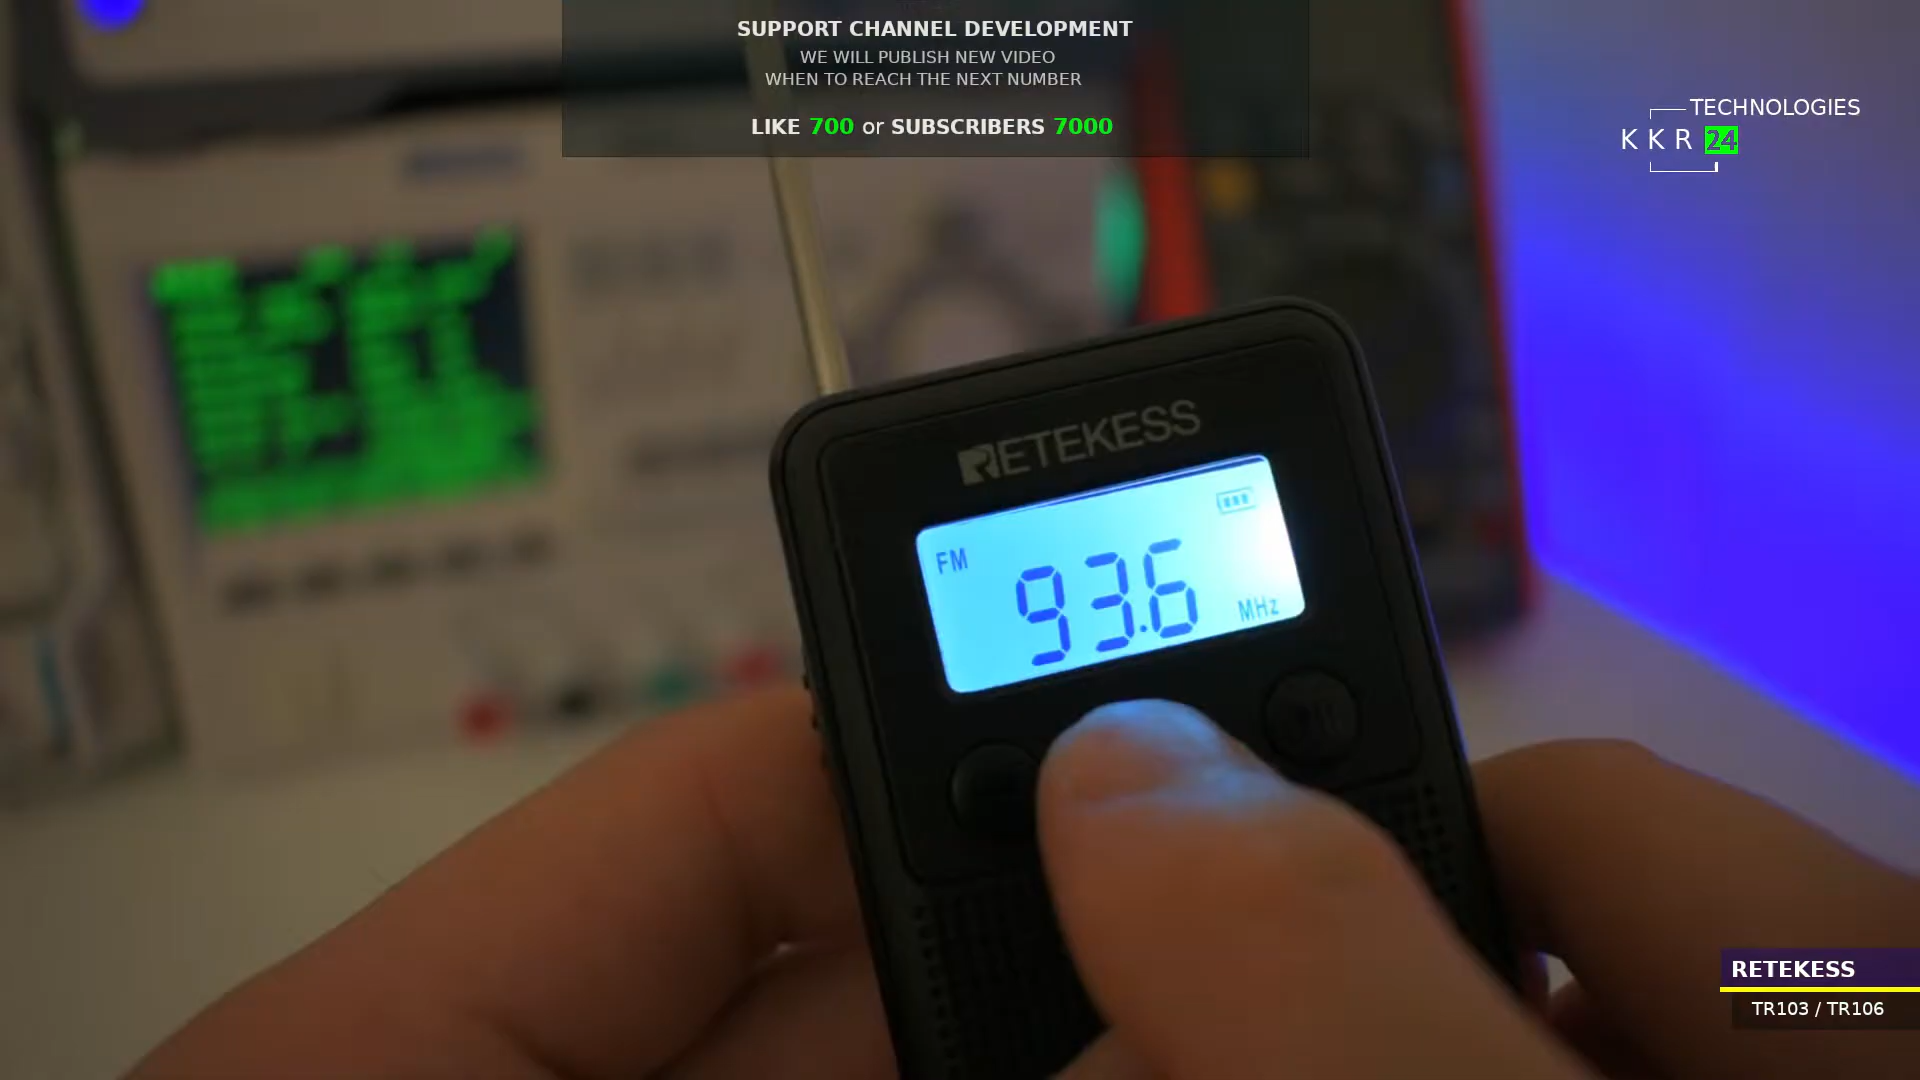 SUPPORT CHANNEL DEVELOPMENT
WE WILL PUBLISH NEW VIDEO
WHEN TO REACH THE NEXT NUMBER
LIKE 700 or SUBSCRIBERS 7000
TECHNOLOGIES
KKR 24
RETEKESS
FM
93.6
MHz
RETEKESS
TR103 / TR106